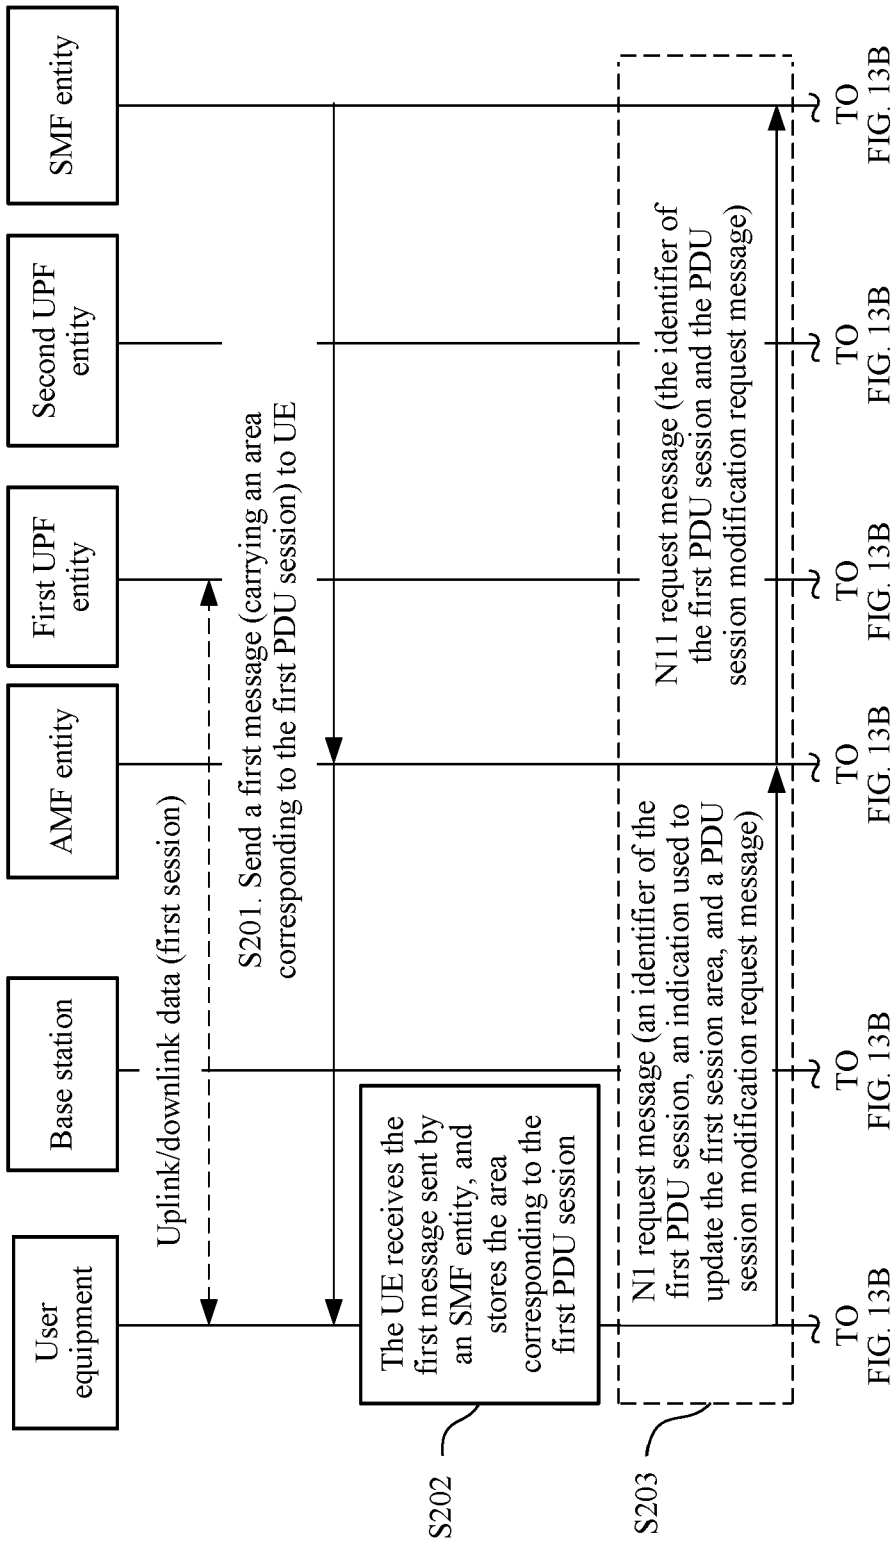 User
equipment
Base station
AMF entity
First UPF
entity
Second UPF
entity
SMF entity
Uplink/downlink data (first session)
S201. Send a first message (carrying an area
corresponding to the first PDU session) to UE
S202
The UE receives the
first message sent by
an SMF entity, and
stores the area
corresponding to the
first PDU session
S203
N1 request message (an identifier of the
first PDU session, an indication used to
update the first session area, and a PDU
session modification request message)
N11 request message (the identifier of
the first PDU session and the PDU
session modification request message)
TO
FIG. 13B
TO
FIG. 13B
TO
FIG. 13B
TO
FIG. 13B
TO
FIG. 13B
TO
FIG. 13B